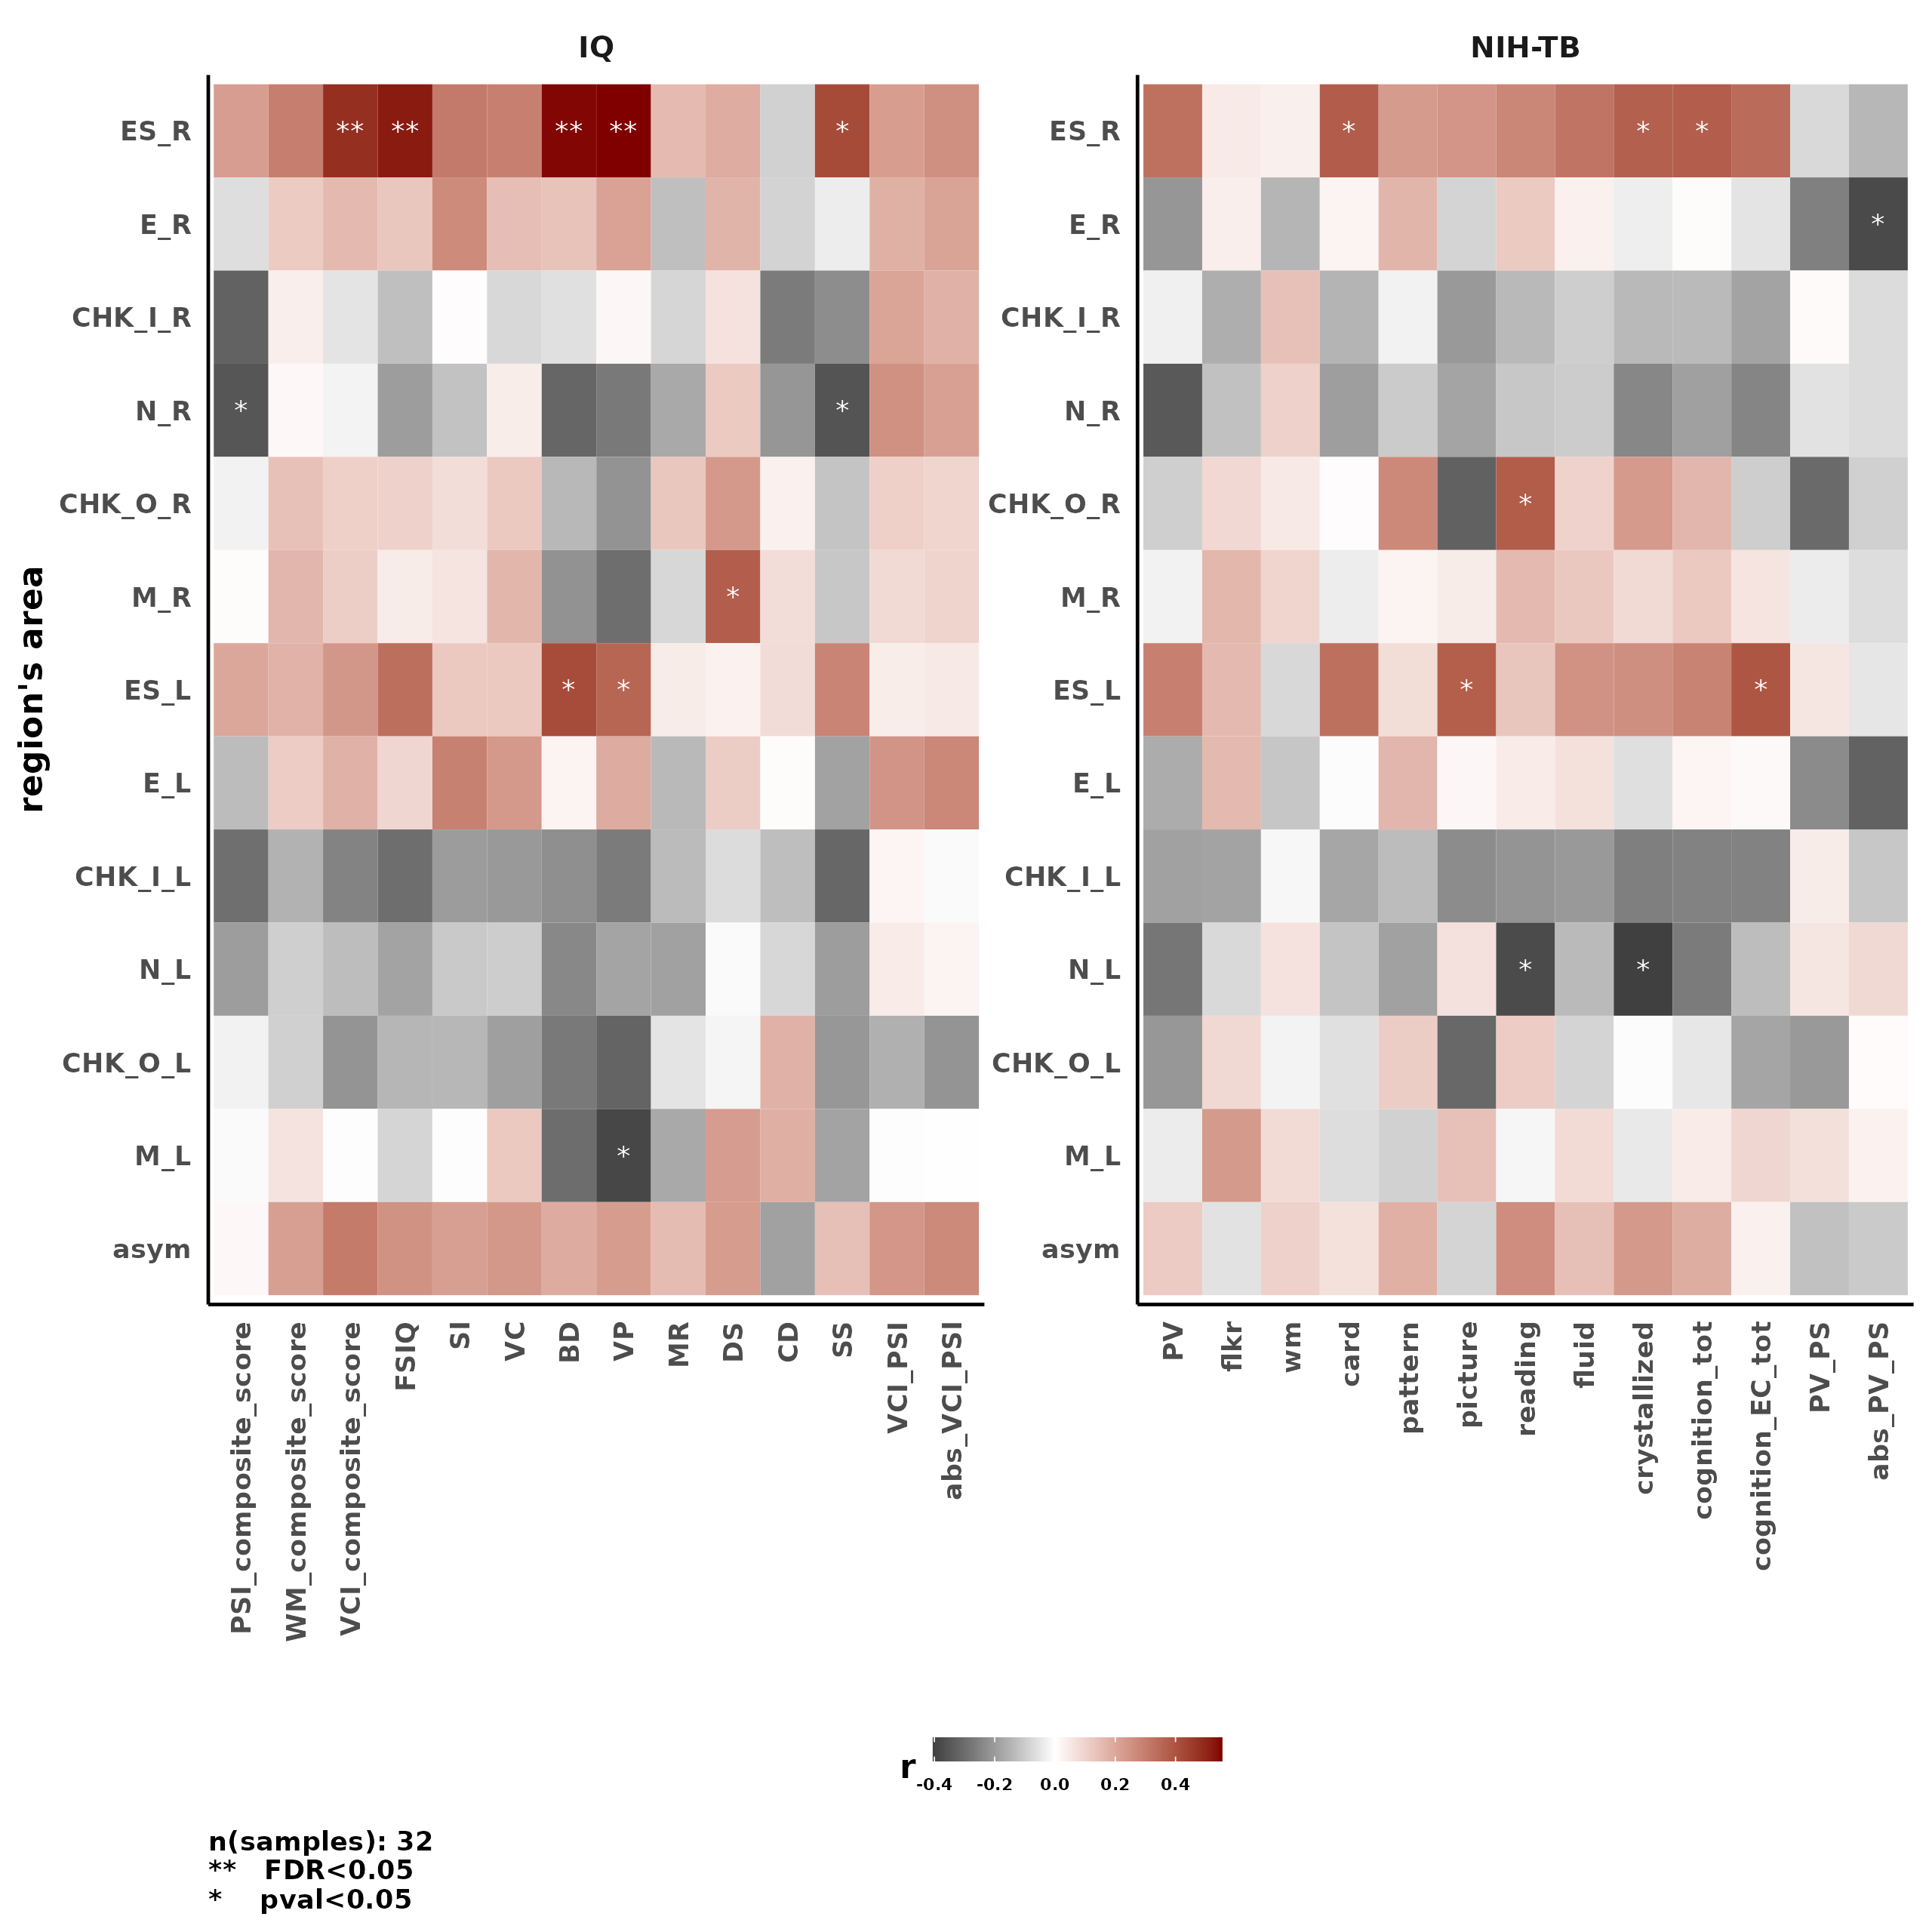 IQ
NIH-TB
region's area
ES_R
** ** ** ** *
ES_R
* * *
E_R
E_R
*
CHK_I_R
CHK_I_R
N_R
* *
N_R
CHK_O_R
CHK_O_R
*
M_R
*
M_R
ES_L
* *
ES_L
* *
E_L
E_L
CHK_I_L
CHK_I_L
N_L
N_L
* *
CHK_O_L
CHK_O_L
M_L
*
M_L
asym
asym
PSI_composite_score
WM_composite_score
VCI_composite_score
FSIQ
SI
VC
BD
VP
MR
DS
CD
SS
VCI_PSI
abs_VCI_PSI
PV
flkr
wm
card
pattern
picture
reading
fluid
crystallized
cognition_tot
cognition_EC_tot
PV_PS
abs_PV_PS
r
-0.4 -0.2 0.0 0.2 0.4
n(samples): 32
** FDR<0.05
* pval<0.05